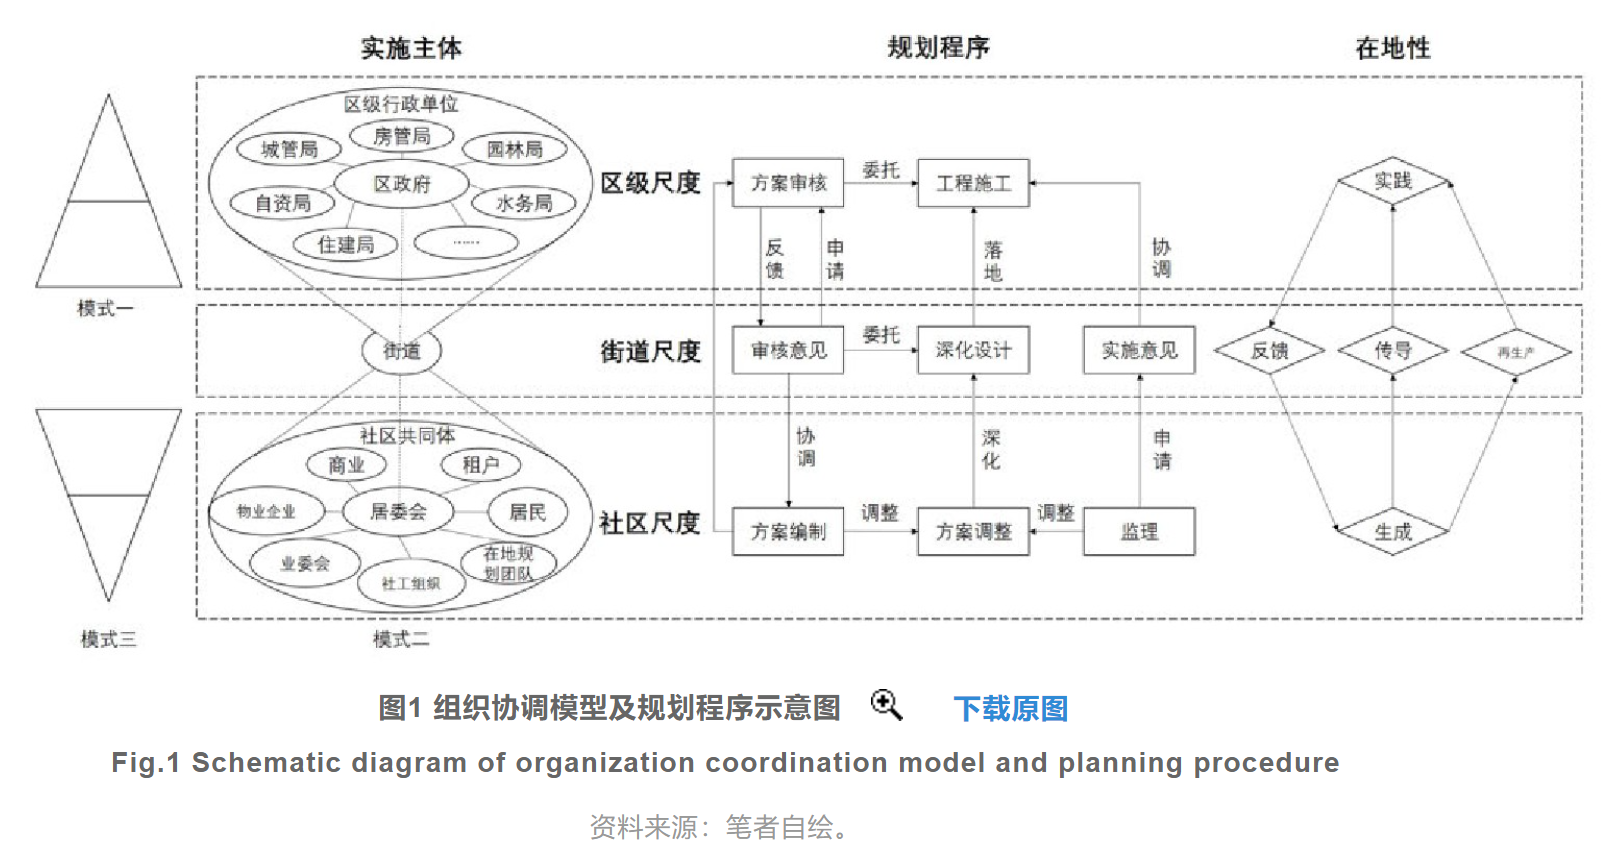 实施主体
规划程序
在地性
区级行政单位
房管局
城管局
园林局
区政府
自资局
水务局
住建局
……
区级尺度
方案审核
委托
工程施工
实践
反馈
申请
落地
协调
模式一
街道
街道尺度
审核意见
委托
深化设计
实施意见
反馈
传导
再生产
社区共同体
商业
租户
物业企业
居委会
居民
业委会
社工组织
在地规
划团队
社区尺度
协调
深化
申请
方案编制
调整
方案调整
调整
监理
生成
模式三
模式二
图1 组织协调模型及规划程序示意图
下载原图
Fig.1 Schematic diagram of organization coordination model and planning procedure
资料来源：笔者自绘。